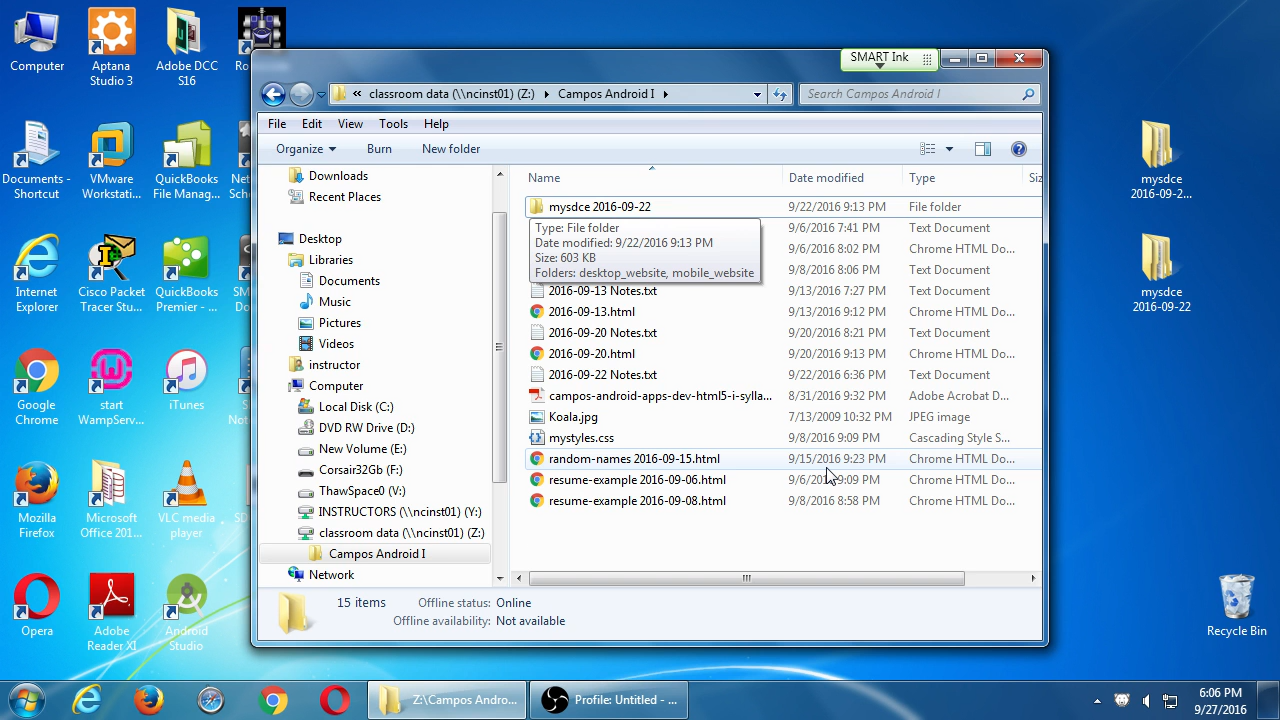 Computer
Aptana
Studio 3
Adobe DCC
S16
Ro
Documents -
Shortcut
VMware
Workstati...
QuickBooks
File Manag...
Net
Sch
Internet
Explorer
Cisco Packet
Tracer Stu...
QuickBooks
Premier - ...
SM
Do
Google
Chrome
start
WampServ...
iTunes
Mozilla
Firefox
Microsoft
Office 201...
VLC media
player
SD
Opera
Adobe
Reader XI
Android
Studio
SMART Ink
« classroom data (\\ncinst01) (Z:) Campos Android I
Search Campos Android I
File Edit View Tools Help
Organize Burn New folder
Downloads
Recent Places
Desktop
Libraries
Documents
Music
Pictures
Videos
instructor
Computer
Local Disk (C:)
DVD RW Drive (D:)
New Volume (E:)
Corsair32Gb (F:)
ThawSpace0 (V:)
INSTRUCTORS (\\ncinst01) (Y:)
classroom data (\\ncinst01) (Z:)
Campos Android I
Network
Name Date modified Type Siz
mysdce 2016-09-22 9/22/2016 9:13 PM File folder
9/6/2016 7:41 PM Text Document
9/6/2016 8:02 PM Chrome HTML Do...
9/8/2016 8:06 PM Text Document
Type: File folder
Date modified: 9/22/2016 9:13 PM
Size: 603 KB
Folders: desktop_website, mobile_website
2016-09-13 Notes.txt 9/13/2016 7:27 PM Text Document
2016-09-13.html 9/13/2016 9:12 PM Chrome HTML Do...
2016-09-20 Notes.txt 9/20/2016 8:21 PM Text Document
2016-09-20.html 9/20/2016 9:13 PM Chrome HTML Do...
2016-09-22 Notes.txt 9/22/2016 6:36 PM Text Document
campos-android-apps-dev-html5-i-sylla... 8/31/2016 9:32 PM Adobe Acrobat D...
Koala.jpg 7/13/2009 10:32 PM JPEG image
mystyles.css 9/8/2016 9:09 PM Cascading Style S...
random-names 2016-09-15.html 9/15/2016 9:23 PM Chrome HTML Do...
resume-example 2016-09-06.html 9/6/2016 9:09 PM Chrome HTML Do...
resume-example 2016-09-08.html 9/8/2016 8:58 PM Chrome HTML Do...
15 items Offline status: Online
Offline availability: Not available
mysdce
2016-09-2...
mysdce
2016-09-22
Recycle Bin
Z:\Campos Andro...
Profile: Untitled - ...
6:06 PM
9/27/2016